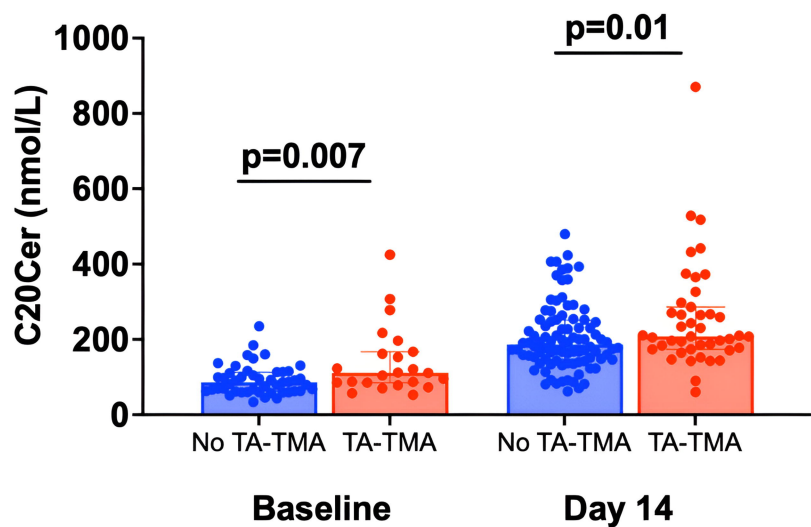 C20Cer (nmol/L)
1000
800
600
400
200
0
p=0.007
p=0.01
No TA-TMA TA-TMA No TA-TMA TA-TMA
Baseline Day 14